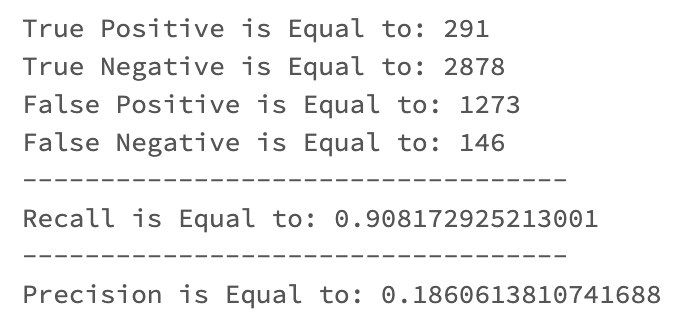 True Positive is Equal to: 291
True Negative is Equal to: 2878
False Positive is Equal to: 1273
False Negative is Equal to: 146
-----------------------------------
Recall is Equal to: 0.908172925213001
-----------------------------------
Precision is Equal to: 0.1860613810741688